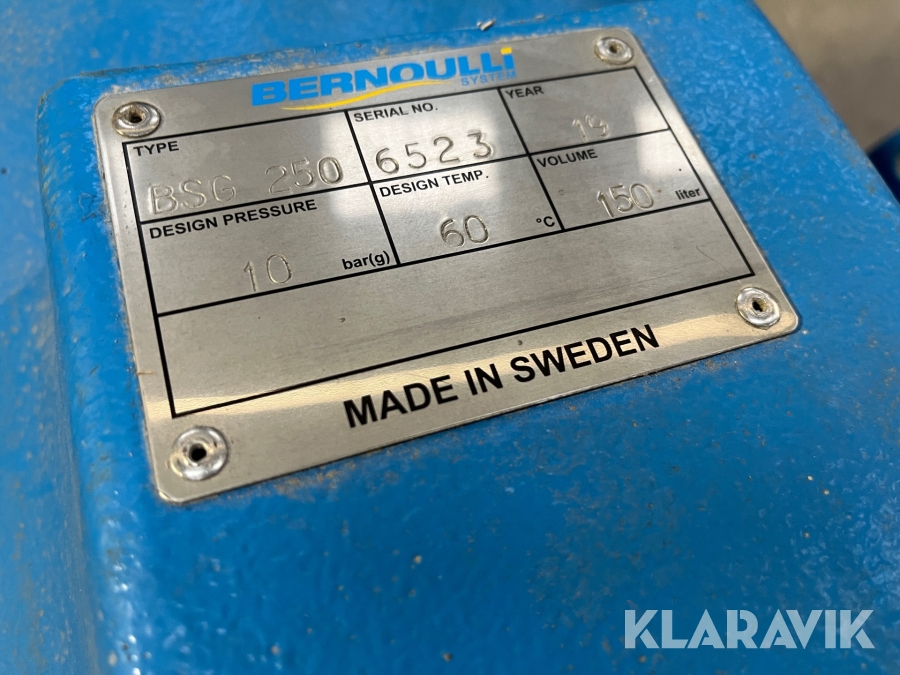 BERNOULLI
SYSTEM
TYPE
BSG 250
SERIAL NO.
6523
YEAR
19
DESIGN PRESSURE
10 bar(g)
DESIGN TEMP.
60 °C
VOLUME
150 liter
MADE IN SWEDEN
KLARAVIK